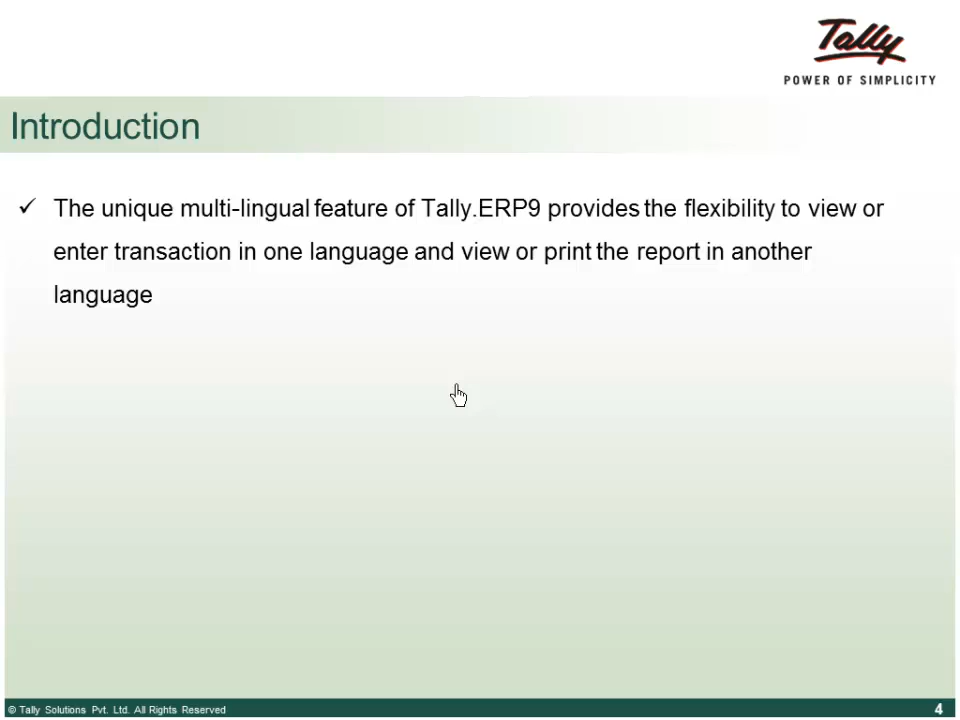 Tally
POWER OF SIMPLICITY
Introduction
✓ The unique multi-lingual feature of Tally.ERP9 provides the flexibility to view or
enter transaction in one language and view or print the report in another
language
© Tally Solutions Pvt. Ltd. All Rights Reserved
4